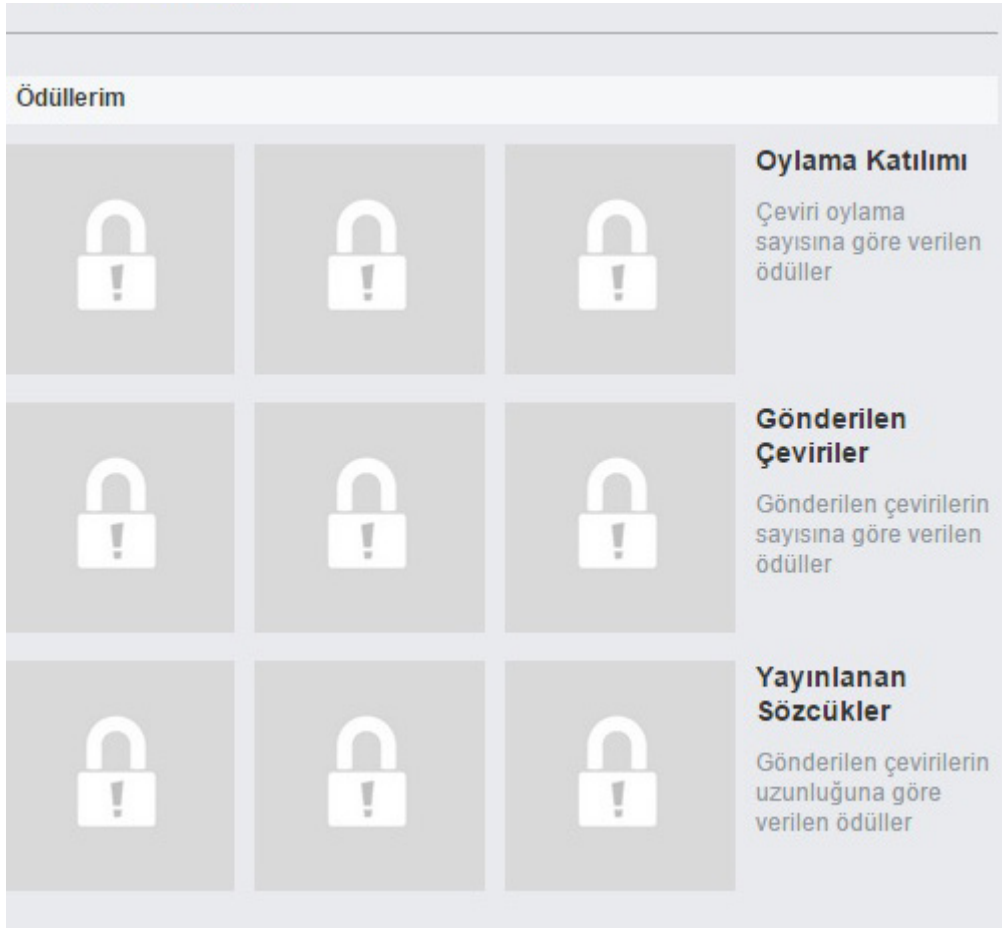 Ödüllerim
Oylama Katılımı
Çeviri oylama
sayısına göre verilen
ödüller
Gönderilen
Çeviriler
Gönderilen çevirilerin
sayısına göre verilen
ödüller
Yayınlanan
Sözcükler
Gönderilen çevirilerin
uzunluğuna göre
verilen ödüller